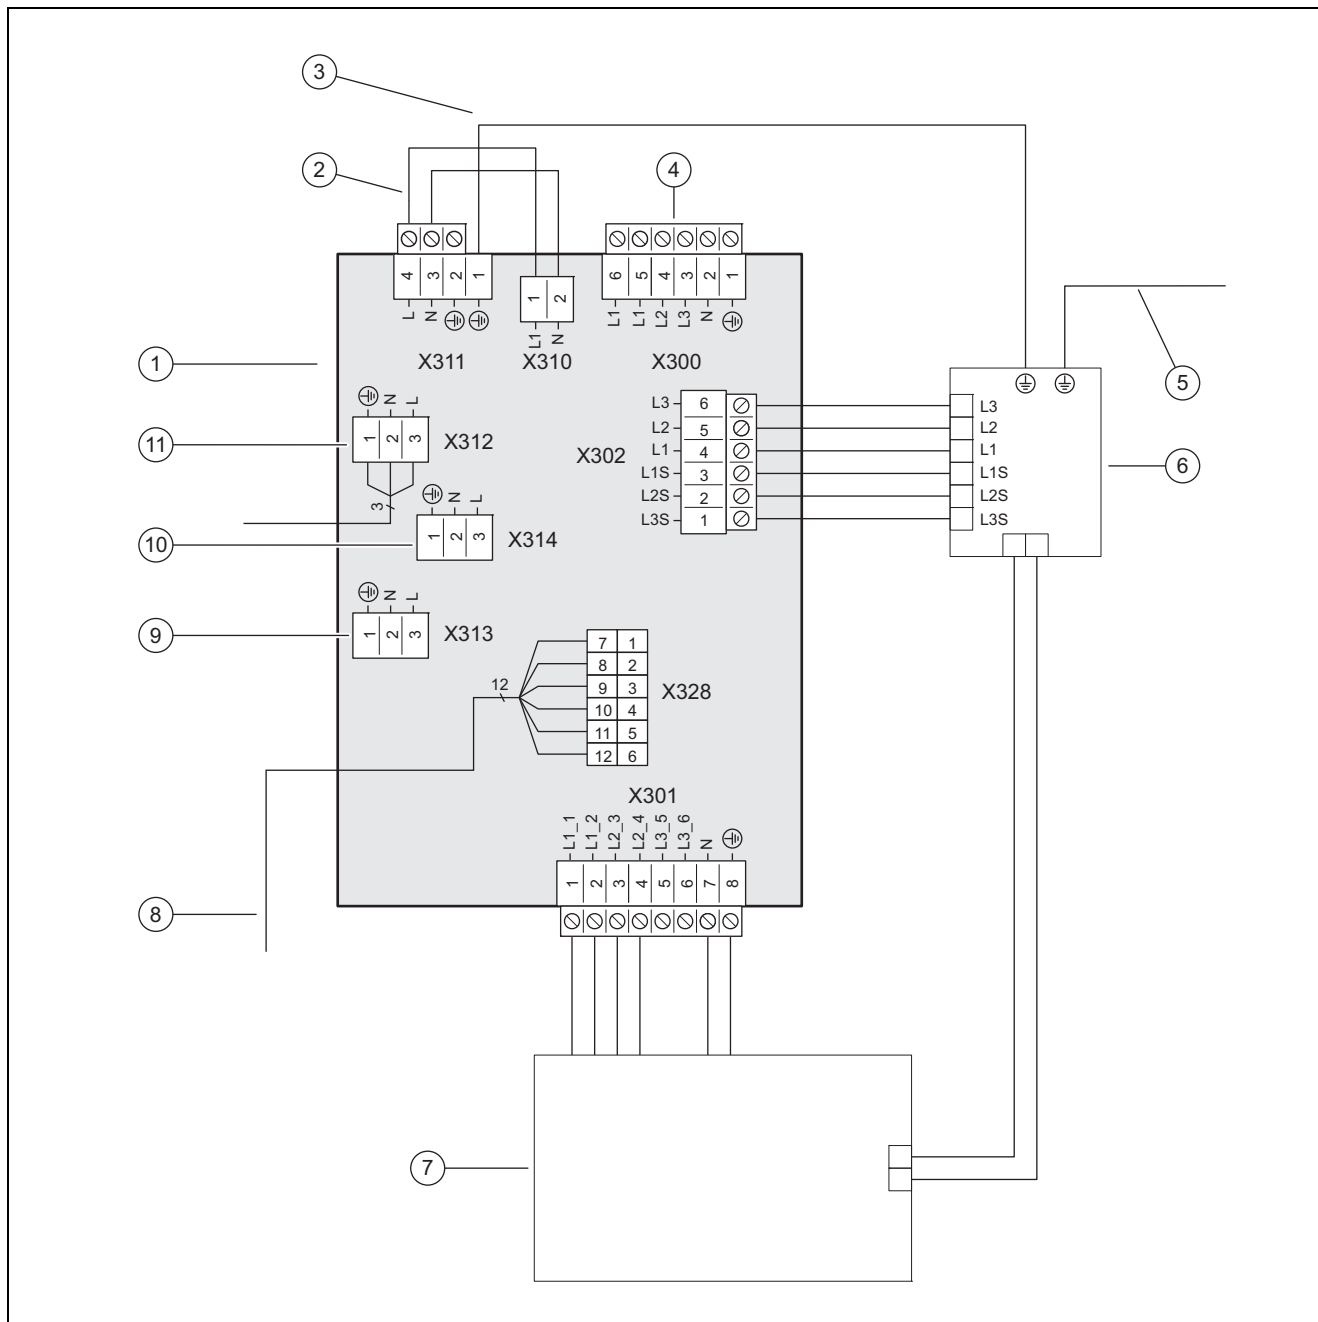 3
2
4
4 3 2 1
L N
X311
1 2
L1 N
X310
6 5 4 3 2 1
L1 L1 L2 L3 N
X300
1
5
N L
1 2 3
X312
11
3
X302
L3 6
L2 5
L1 4
L1S 3
L2S 2
L3S 1
L3
L2
L1
L1S
L2S
L3S
6
N L
1 2 3
X314
10
N L
1 2 3
X313
9
12
7 1
8 2
9 3
10 4
11 5
12 6
X328
X301
L1_1 L1_2 L2_3 L2_4 L3_5 L3_6 N
1 2 3 4 5 6 7 8
8
7